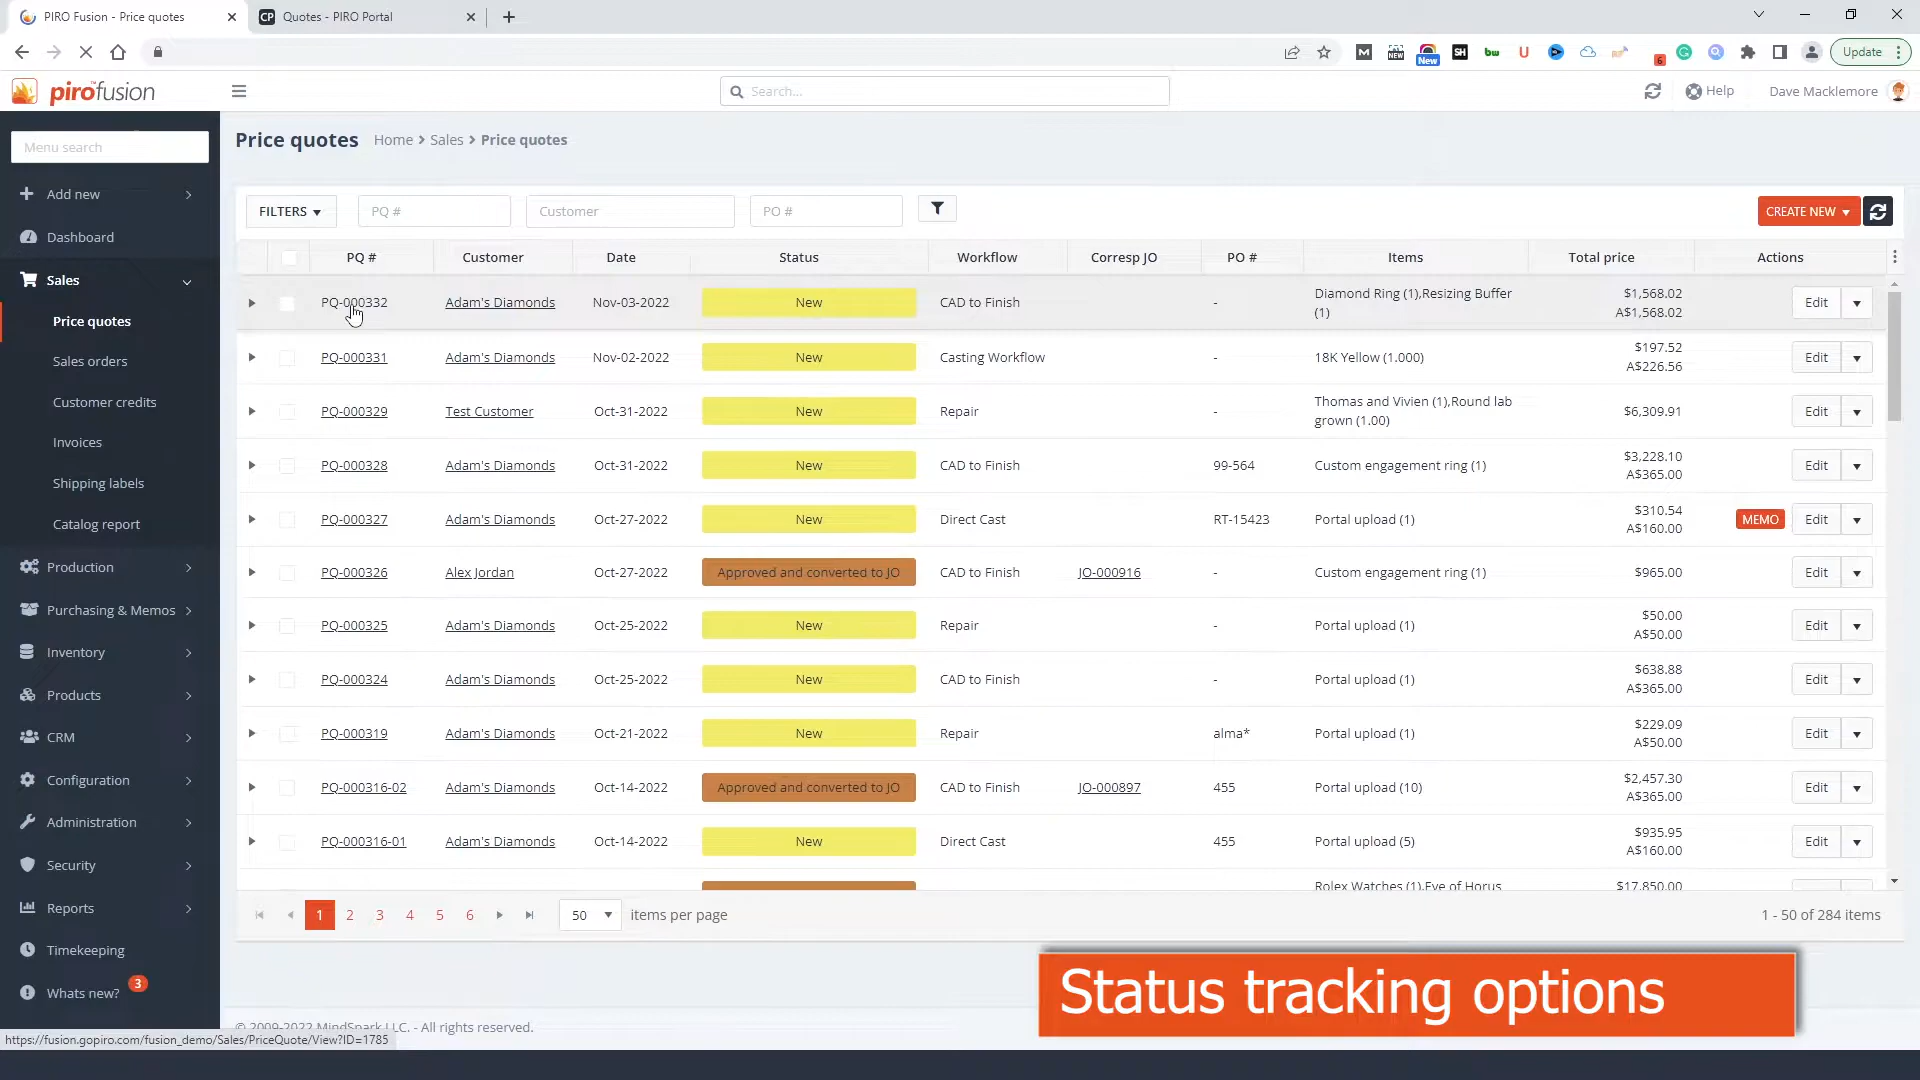 PIRO Fusion - Price quotes
CP Quotes - PIRO Portal
M NEW New SH bw U 6 Update
pirofusion
Search...
Help
Dave Macklemore
Menu search
Add new
Dashboard
Sales
Price quotes
Sales orders
Customer credits
Invoices
Shipping labels
Catalog report
Production
Purchasing & Memos
Inventory
Products
CRM
Configuration
Administration
Security
Reports
Timekeeping
Whats new? 3
Price quotes Home > Sales > Price quotes
FILTERS PQ # Customer PO # CREATE NEW
PQ # Customer Date Status Workflow Corresp JO PO # Items Total price Actions
PQ-000332 Adam's Diamonds Nov-03-2022 New CAD to Finish - Diamond Ring (1),Resizing Buffer $1,568.02 Edit
(1) A$1,568.02
PQ-000331 Adam's Diamonds Nov-02-2022 New Casting Workflow - 18K Yellow (1.000) $197.52 Edit
A$226.56
PQ-000329 Test Customer Oct-31-2022 New Repair - Thomas and Vivien (1),Round lab $6,309.91 Edit
grown (1.00)
PQ-000328 Adam's Diamonds Oct-31-2022 New CAD to Finish 99-564 Custom engagement ring (1) $3,228.10 Edit
A$365.00
PQ-000327 Adam's Diamonds Oct-27-2022 New Direct Cast RT-15423 Portal upload (1) $310.54 MEMO Edit
A$160.00
PQ-000326 Alex Jordan Oct-27-2022 Approved and converted to JO CAD to Finish JO-000916 - Custom engagement ring (1) $965.00 Edit
PQ-000325 Adam's Diamonds Oct-25-2022 New Repair - Portal upload (1) $50.00 Edit
A$50.00
PQ-000324 Adam's Diamonds Oct-25-2022 New CAD to Finish - Portal upload (1) $638.88 Edit
A$365.00
PQ-000319 Adam's Diamonds Oct-21-2022 New Repair alma* Portal upload (1) $229.09 Edit
A$50.00
PQ-000316-02 Adam's Diamonds Oct-14-2022 Approved and converted to JO CAD to Finish JO-000897 455 Portal upload (10) $2,457.30 Edit
A$365.00
PQ-000316-01 Adam's Diamonds Oct-14-2022 New Direct Cast 455 Portal upload (5) $935.95 Edit
A$160.00
Rolex Watches (1),Eye of Horus $17,850.00
1 2 3 4 5 6 50 items per page 1 - 50 of 284 items
Status tracking options
© 2009-2022 MindSpark LLC. - All rights reserved.
https://fusion.gopiro.com/fusion_demo/Sales/PriceQuote/View?ID=1785